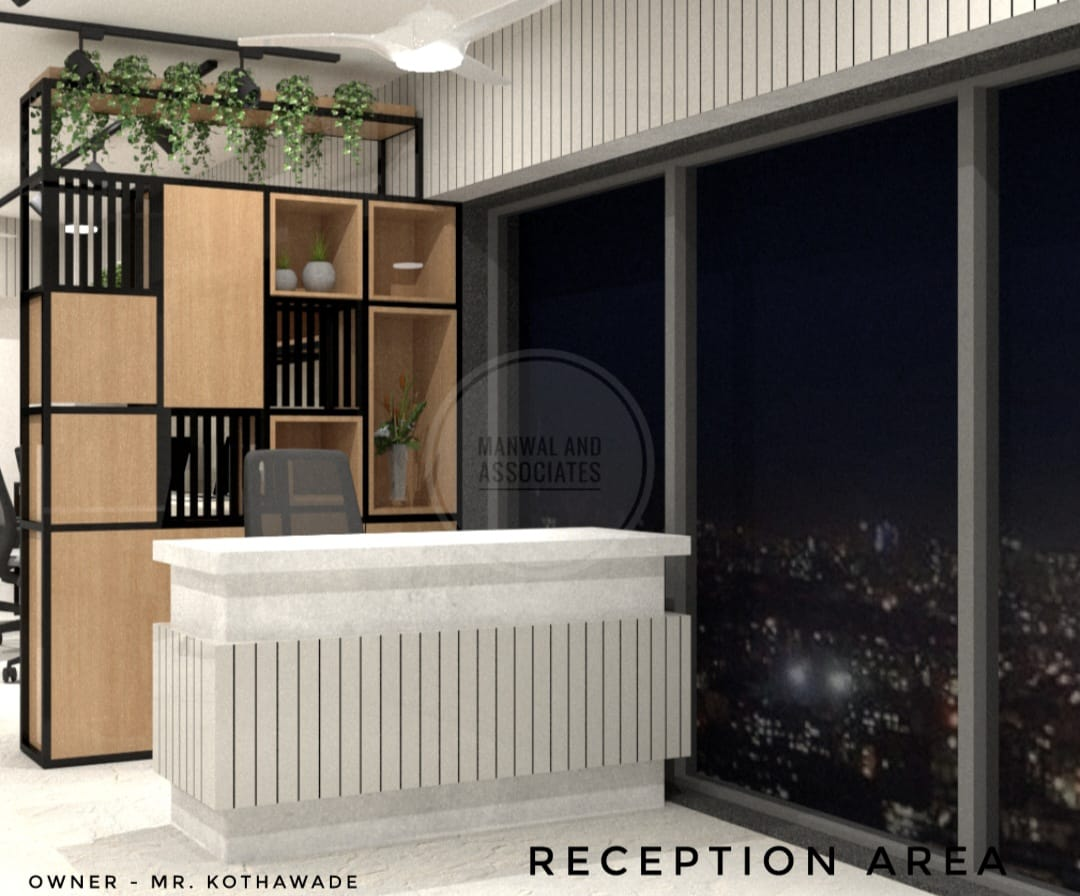 MANWAL AND
ASSOCIATES
RECEPTION AREA
OWNER - MR. KOTHAWADE